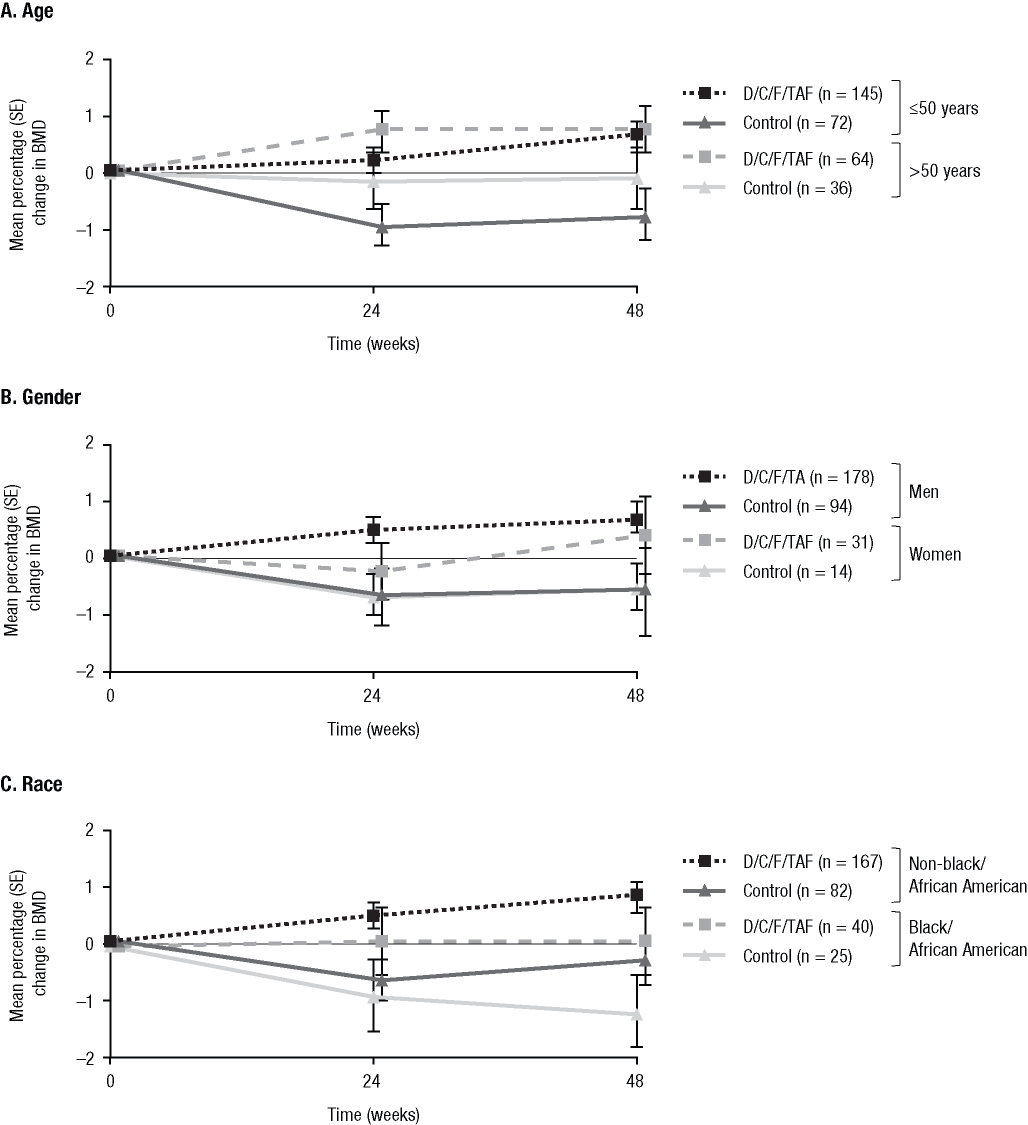 A. Age
2
1
0
−1
−2
Mean percentage (SE)
change in BMD
0
24
48
Time (weeks)
D/C/F/TAF (n = 145)
Control (n = 72)
≤50 years
D/C/F/TAF (n = 64)
Control (n = 36)
>50 years
B. Gender
2
1
0
−1
−2
Mean percentage (SE)
change in BMD
0
24
48
Time (weeks)
D/C/F/TA (n = 178)
Control (n = 94)
Men
D/C/F/TAF (n = 31)
Control (n = 14)
Women
C. Race
2
1
0
−1
−2
Mean percentage (SE)
change in BMD
0
24
48
Time (weeks)
D/C/F/TAF (n = 167)
Control (n = 82)
Non-black/
African American
D/C/F/TAF (n = 40)
Control (n = 25)
Black/
African American